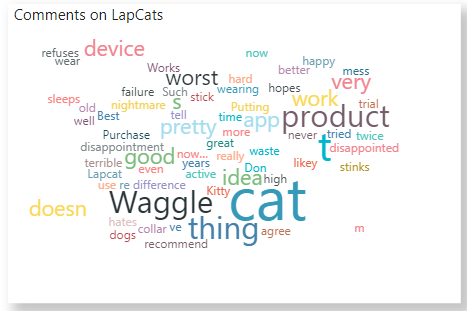 Comments on LapCats
refuses device now
wear Works worst hard better happy mess
failure Such wearing hopes very
sleeps nightmare s stick Putting work trial
old Best tell time app product
well pretty more never tried twice
Purchase great t disappointed
disappointment good now... really waste likey
terrible even years Don stinks
Lapcat active idea high
use re difference Kitty cat
doesn Waggle
hates thing agree m
dogs collar ve
recommend